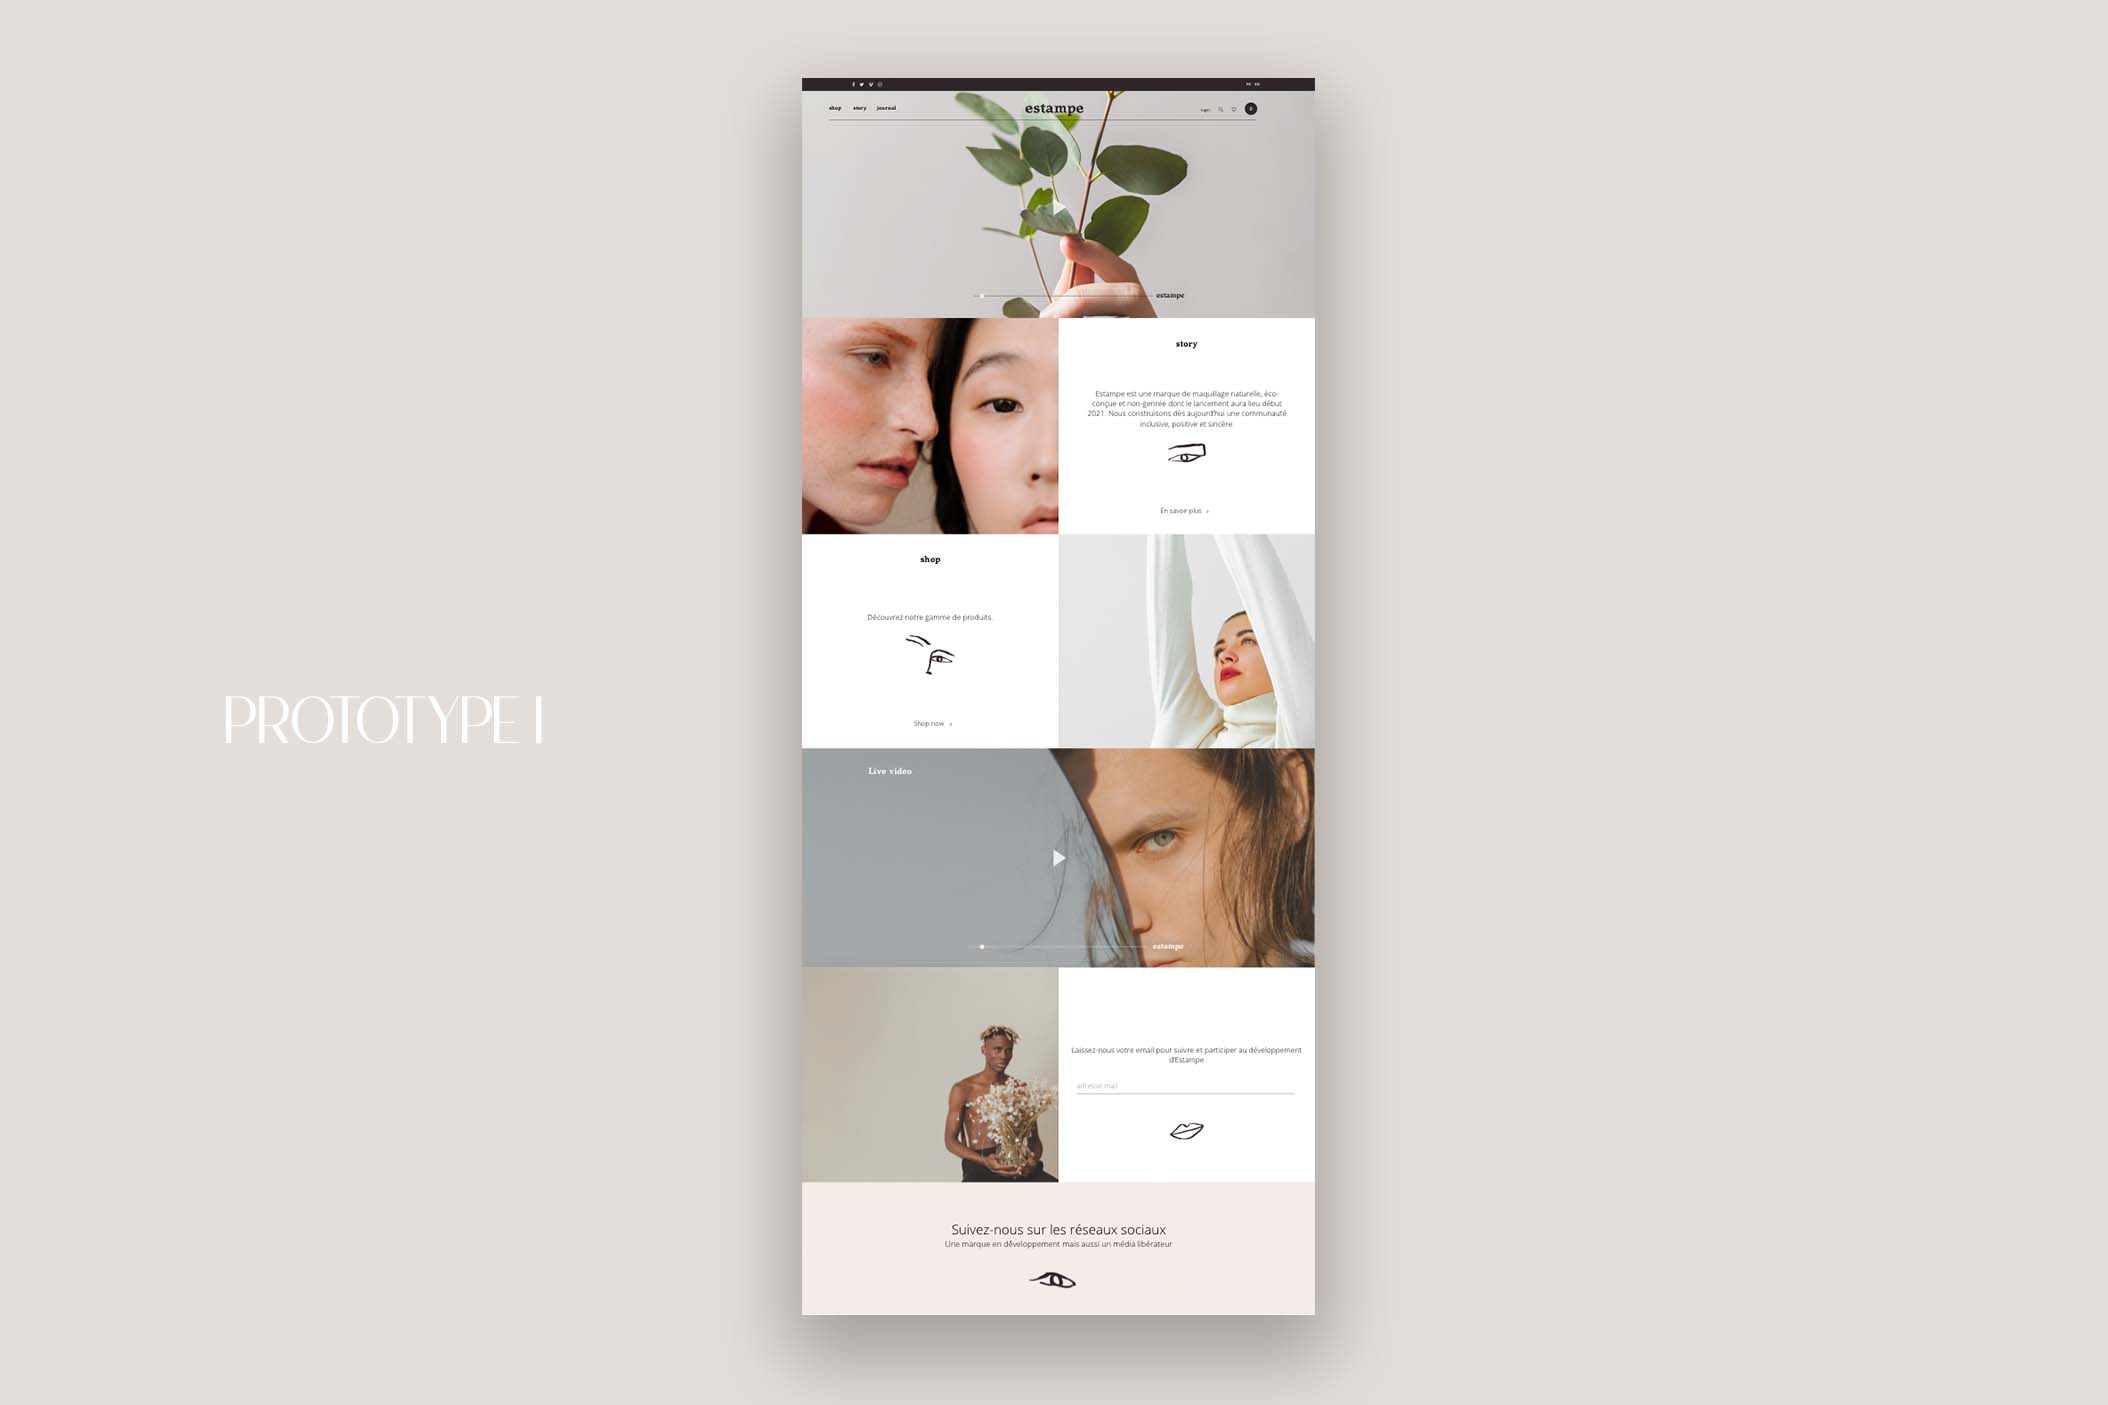 PROTOTYPE I
FR EN
shop story journal
estampe
login
0
estampe
story
Estampe est une marque de maquillage naturelle, éco-
conçue et non-genrée dont le lancement aura lieu début
2021. Nous construisons dès aujourd'hui une communauté
inclusive, positive et sincère.
En savoir plus >
shop
Découvrez notre gamme de produits.
Shop now >
Live video
estampe
Laissez-nous votre email pour suivre et participer au développement
d'Estampe
adresse mail
Suivez-nous sur les réseaux sociaux
Une marque en développement mais aussi un média libérateur